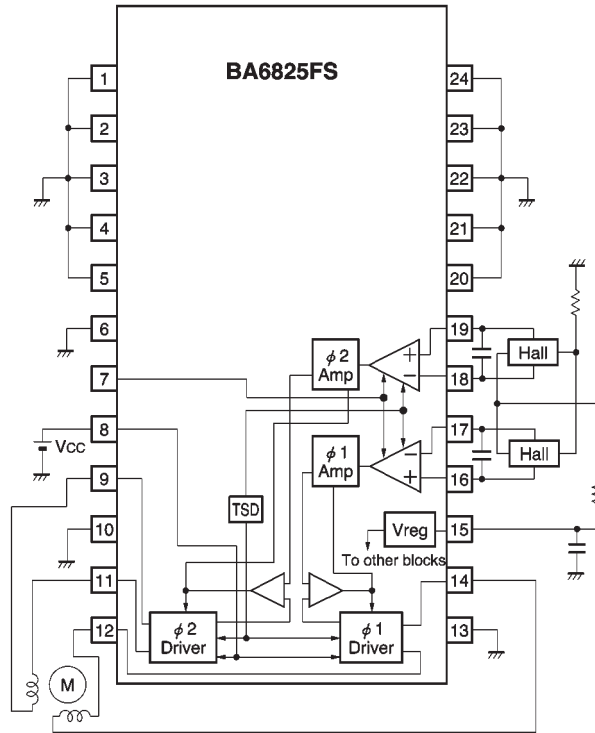 BA6825FS
1
2
3
4
5
6
7
8
9
10
11
12
24
23
22
21
20
19
18
17
16
15
14
13
VCC
ϕ2
Amp
+
−
ϕ1
Amp
−
+
Hall
Hall
TSD
Vreg
To other blocks
ϕ2
Driver
ϕ1
Driver
M